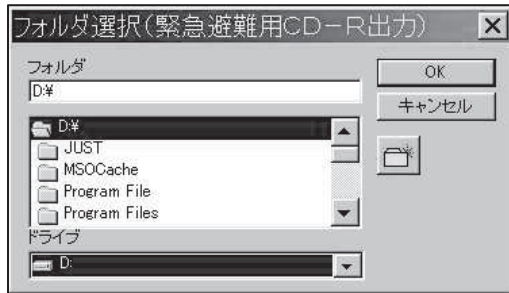 フォルダ選択(緊急避難用CD－R出力)
フォルダ
OK
D:¥
キャンセル
D:¥
JUST
MSOCache
Program File
Program Files
ドライブ
D: